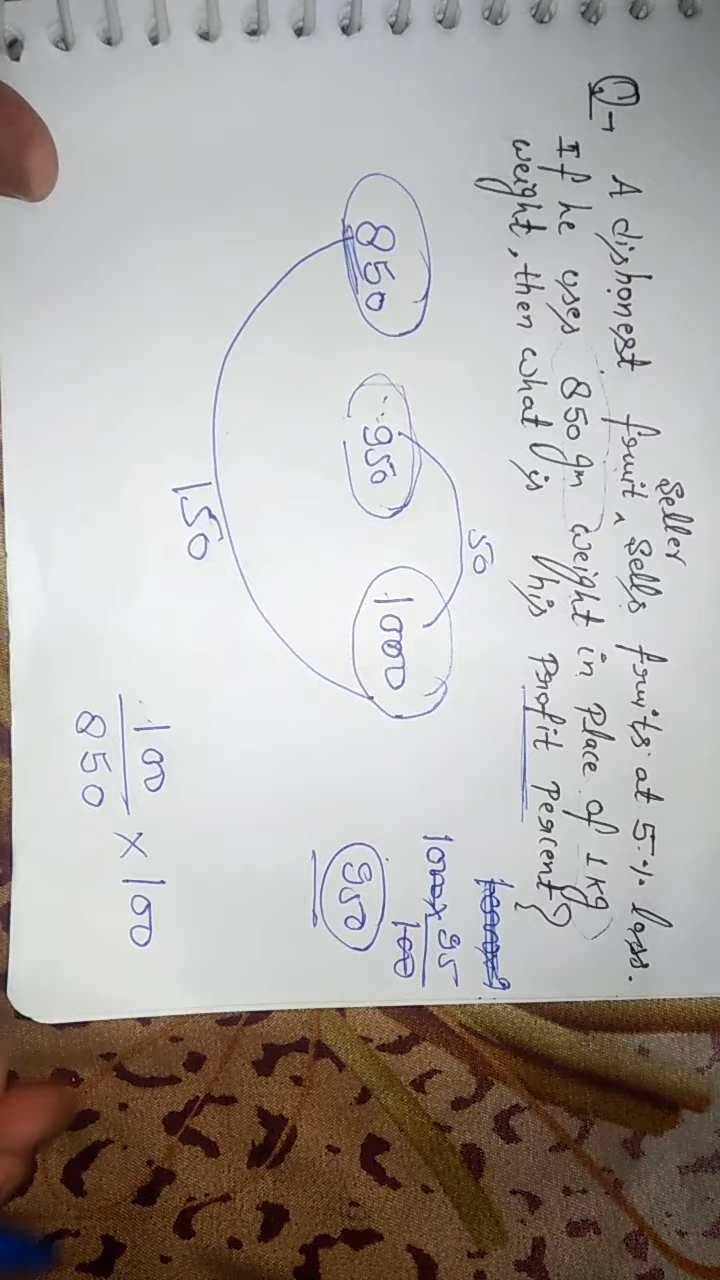 Q→ A dishonest fruit seller sells fruits at 5% loss.
If he uses 850 gm weight in place of 1 kg
weight, then what is his profit percent?
50
850 950 1000
150
1000×95
100
950
100
850 × 100